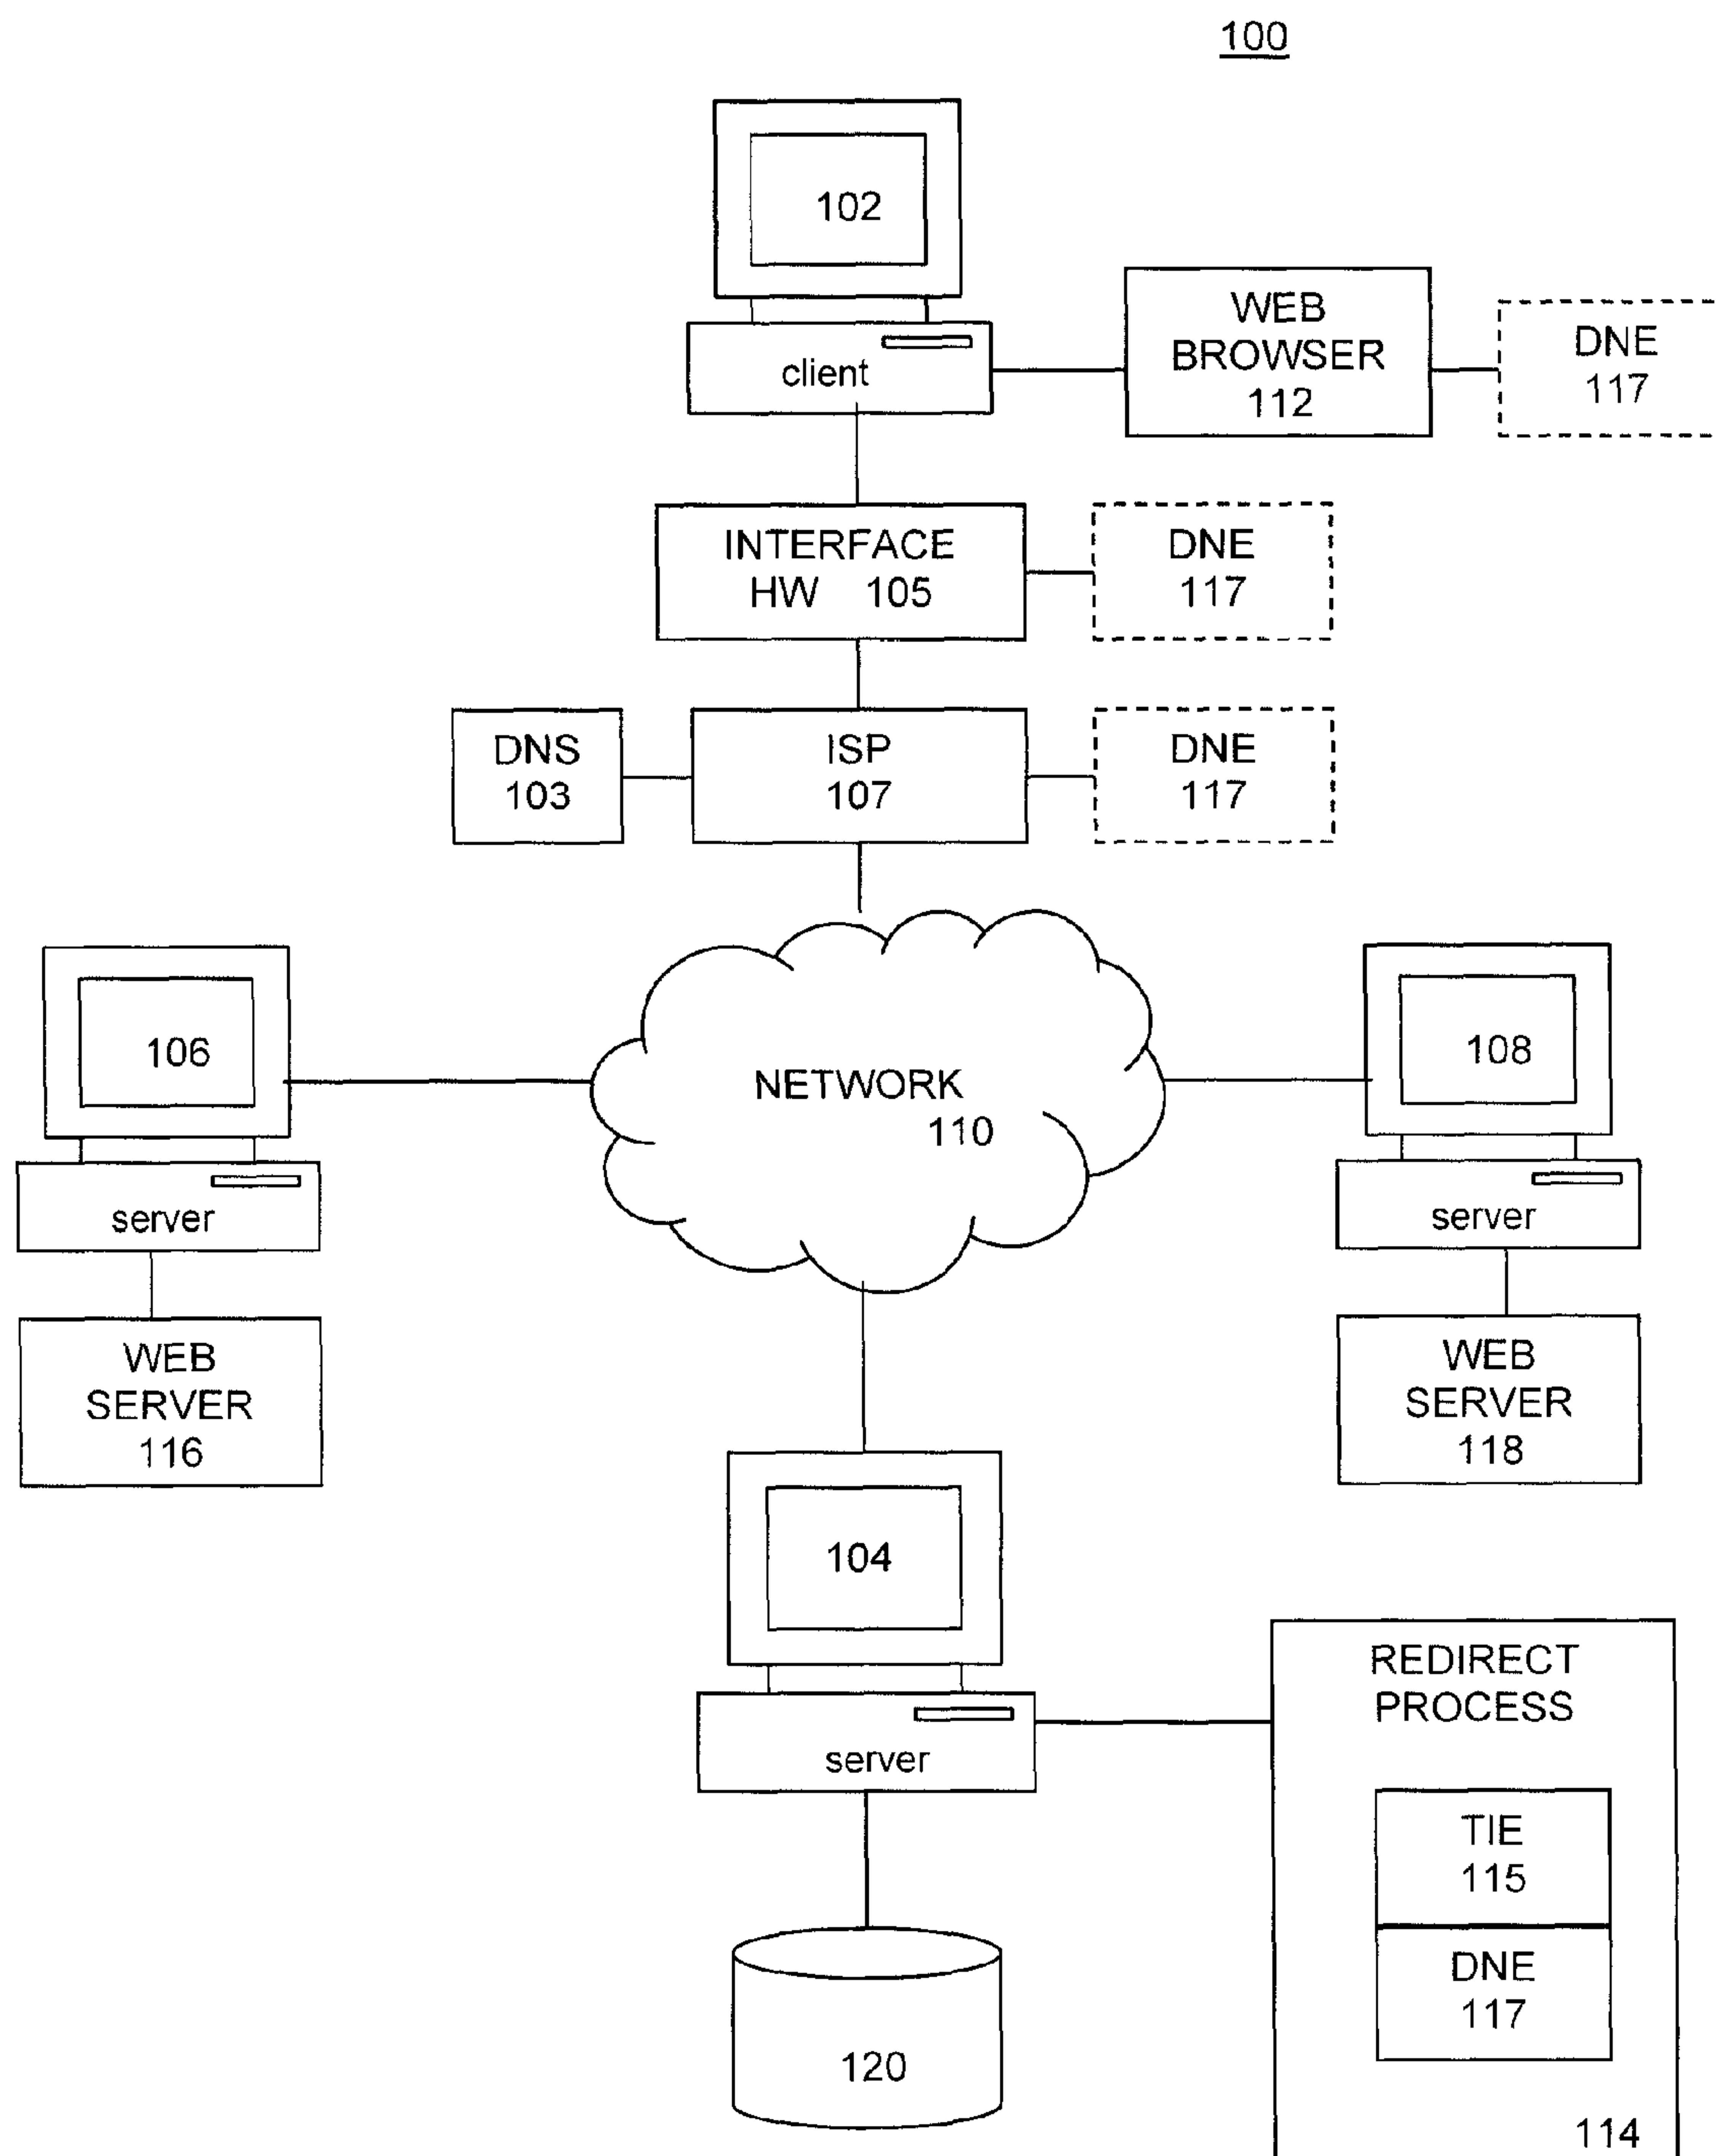 100
102
client
WEB
BROWSER
112
DNE
117
INTERFACE
HW 105
DNE
117
DNS
103
ISP
107
DNE
117
106
server
WEB
SERVER
116
NETWORK
110
108
server
WEB
SERVER
118
104
server
REDIRECT
PROCESS
TIE
115
DNE
117
114
120